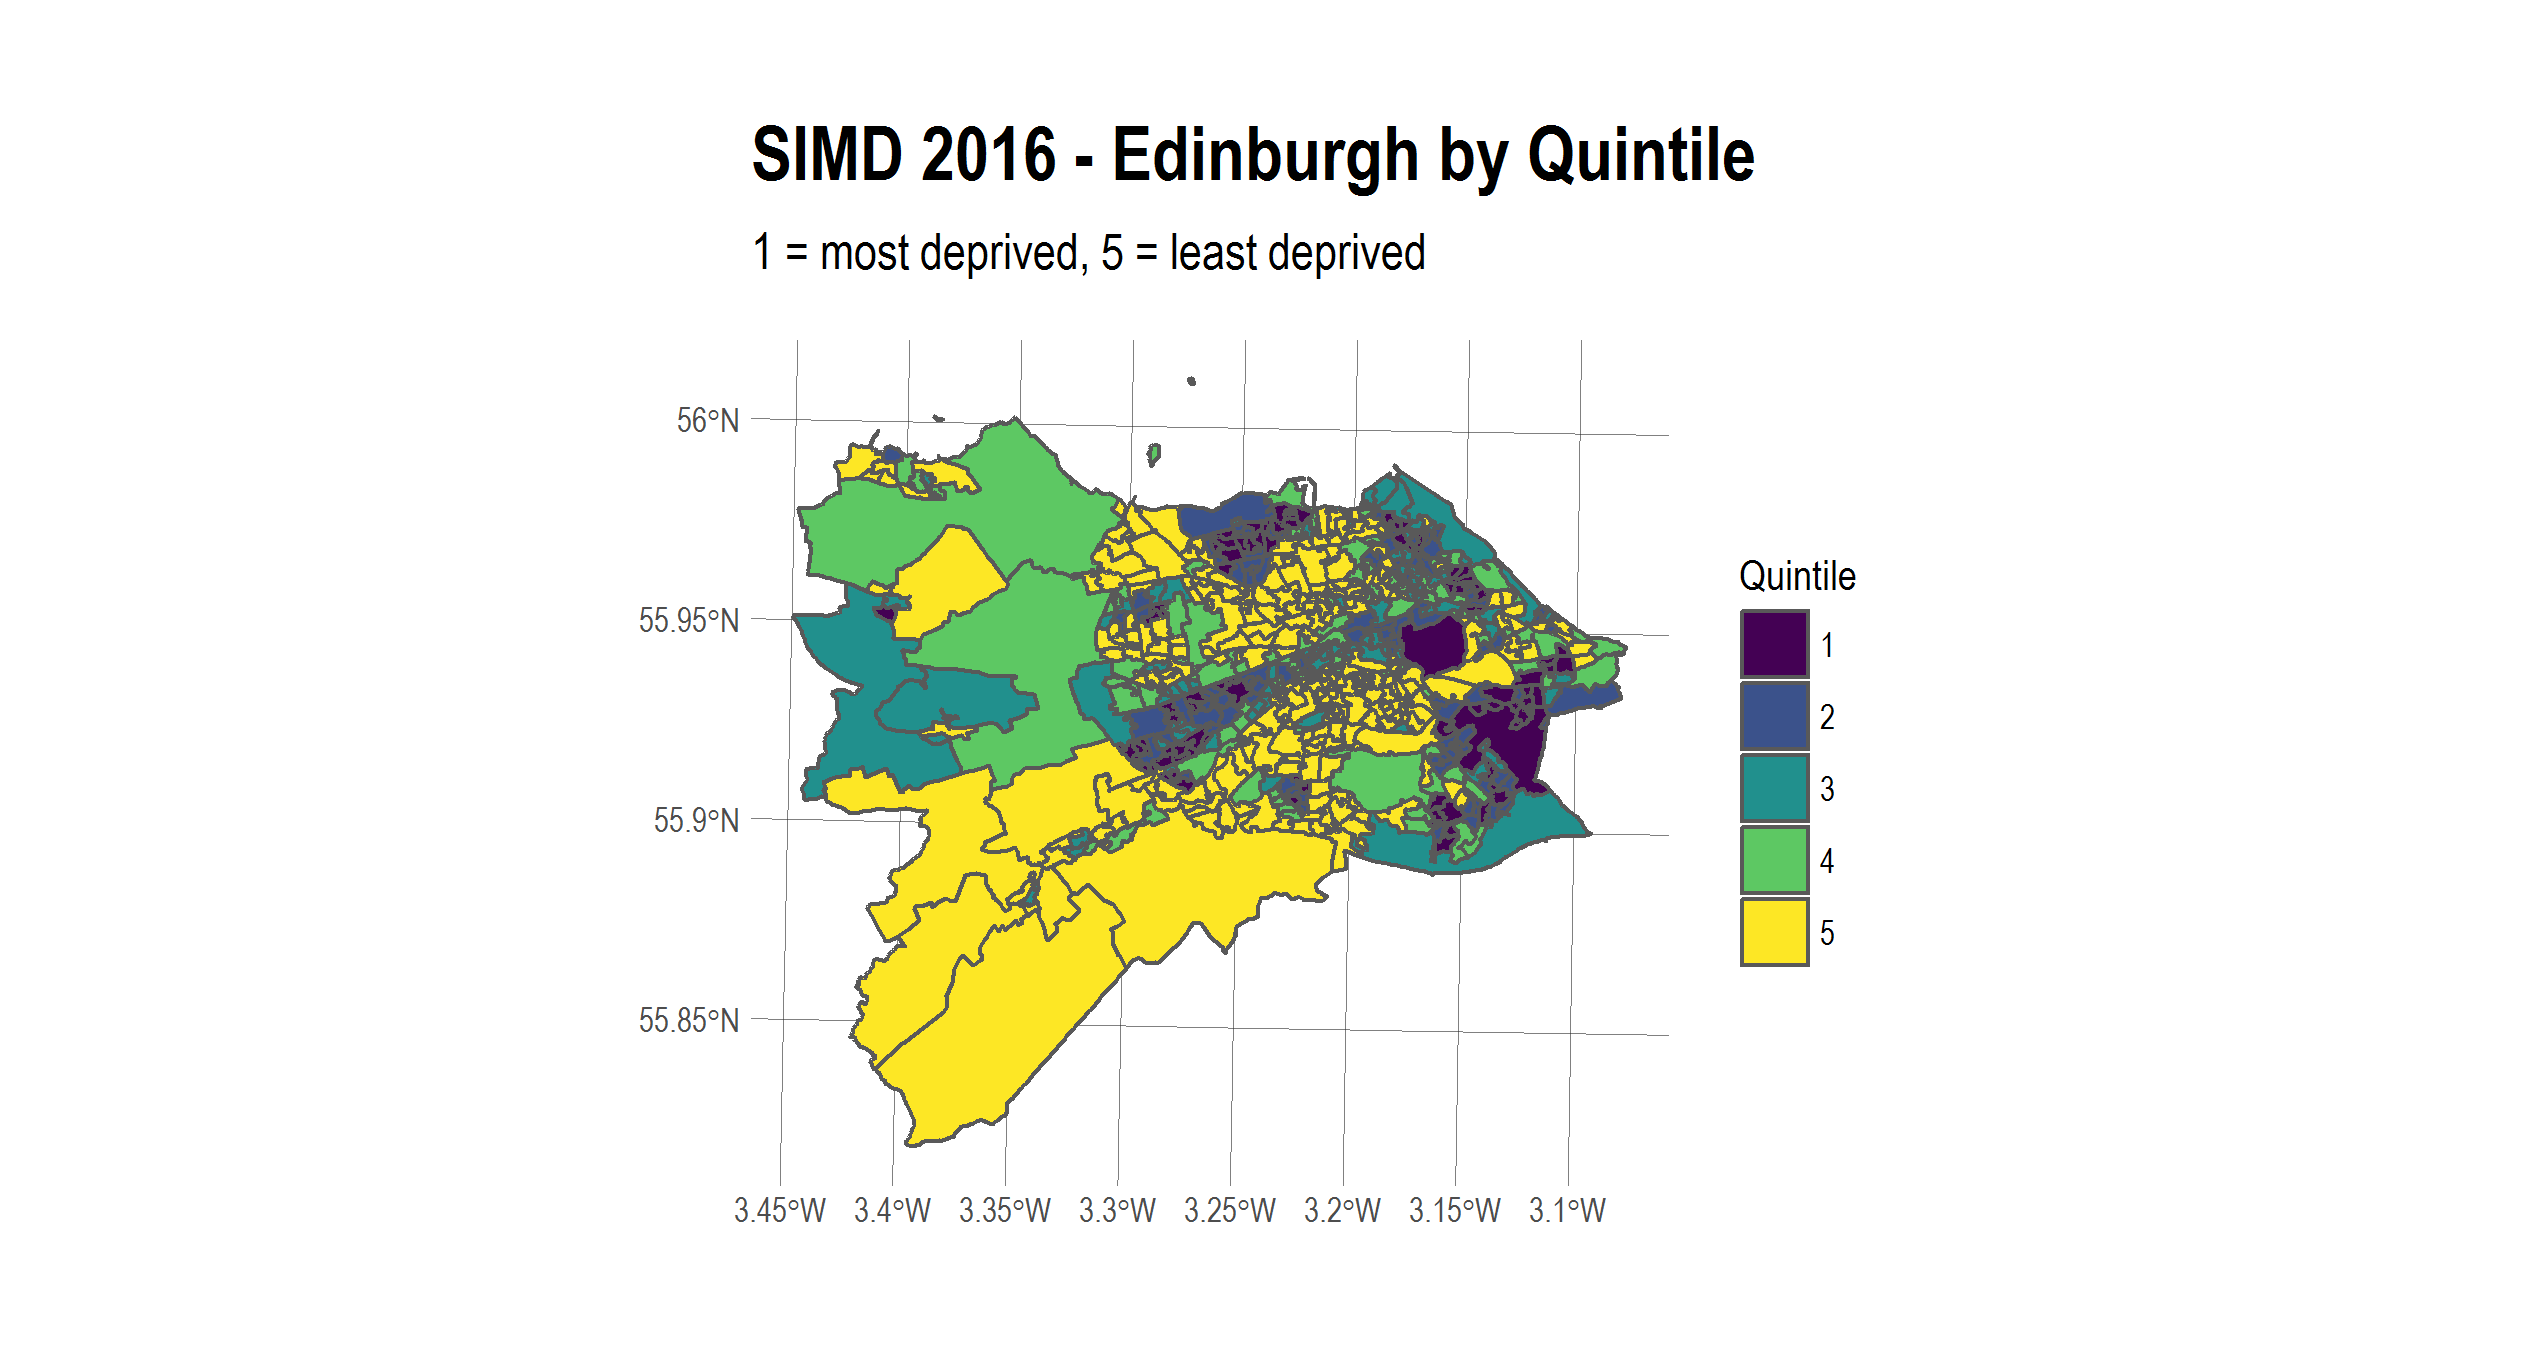 SIMD 2016 - Edinburgh by Quintile
1 = most deprived, 5 = least deprived
56°N
55.95°N
55.9°N
55.85°N
3.45°W 3.4°W 3.35°W 3.3°W 3.25°W 3.2°W 3.15°W 3.1°W
Quintile
1
2
3
4
5